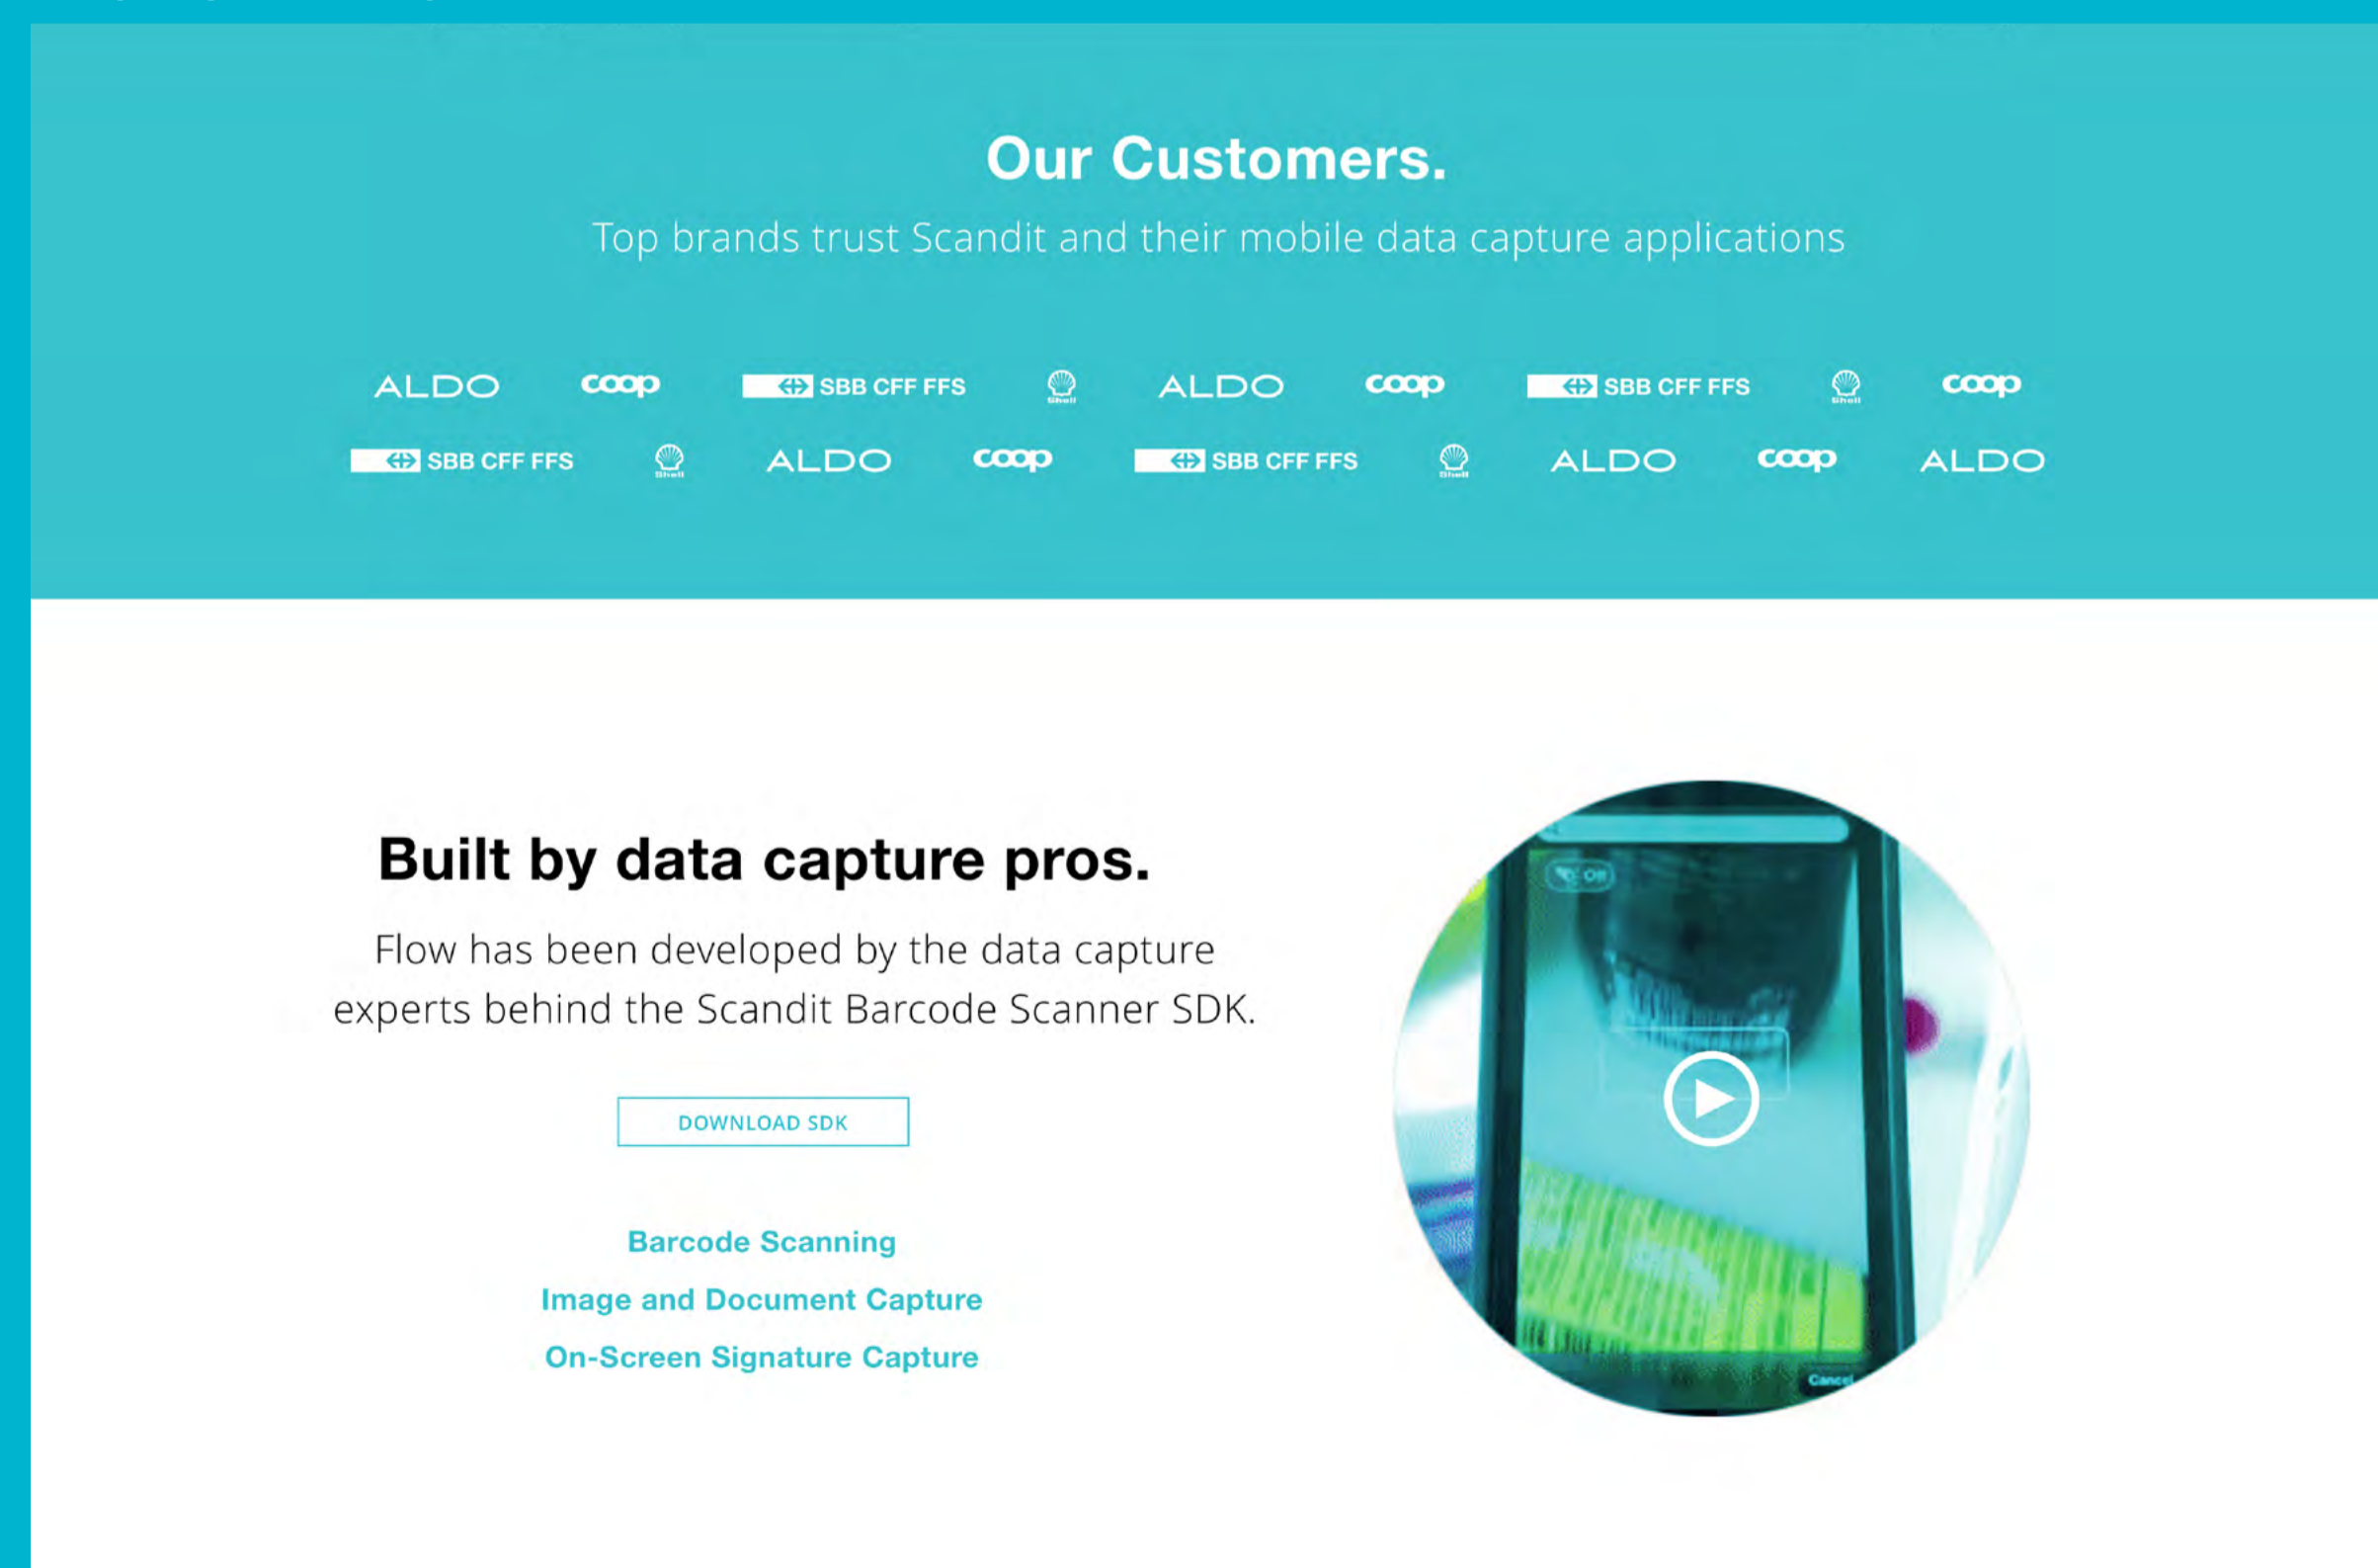 Our Customers.
Top brands trust Scandit and their mobile data capture applications
ALDO coop SBB CFF FFS Shell ALDO coop SBB CFF FFS Shell coop
SBB CFF FFS Shell ALDO coop SBB CFF FFS Shell ALDO coop ALDO
Built by data capture pros.
Flow has been developed by the data capture
experts behind the Scandit Barcode Scanner SDK.
DOWNLOAD SDK
Barcode Scanning
Image and Document Capture
On-Screen Signature Capture
Off
Cancel